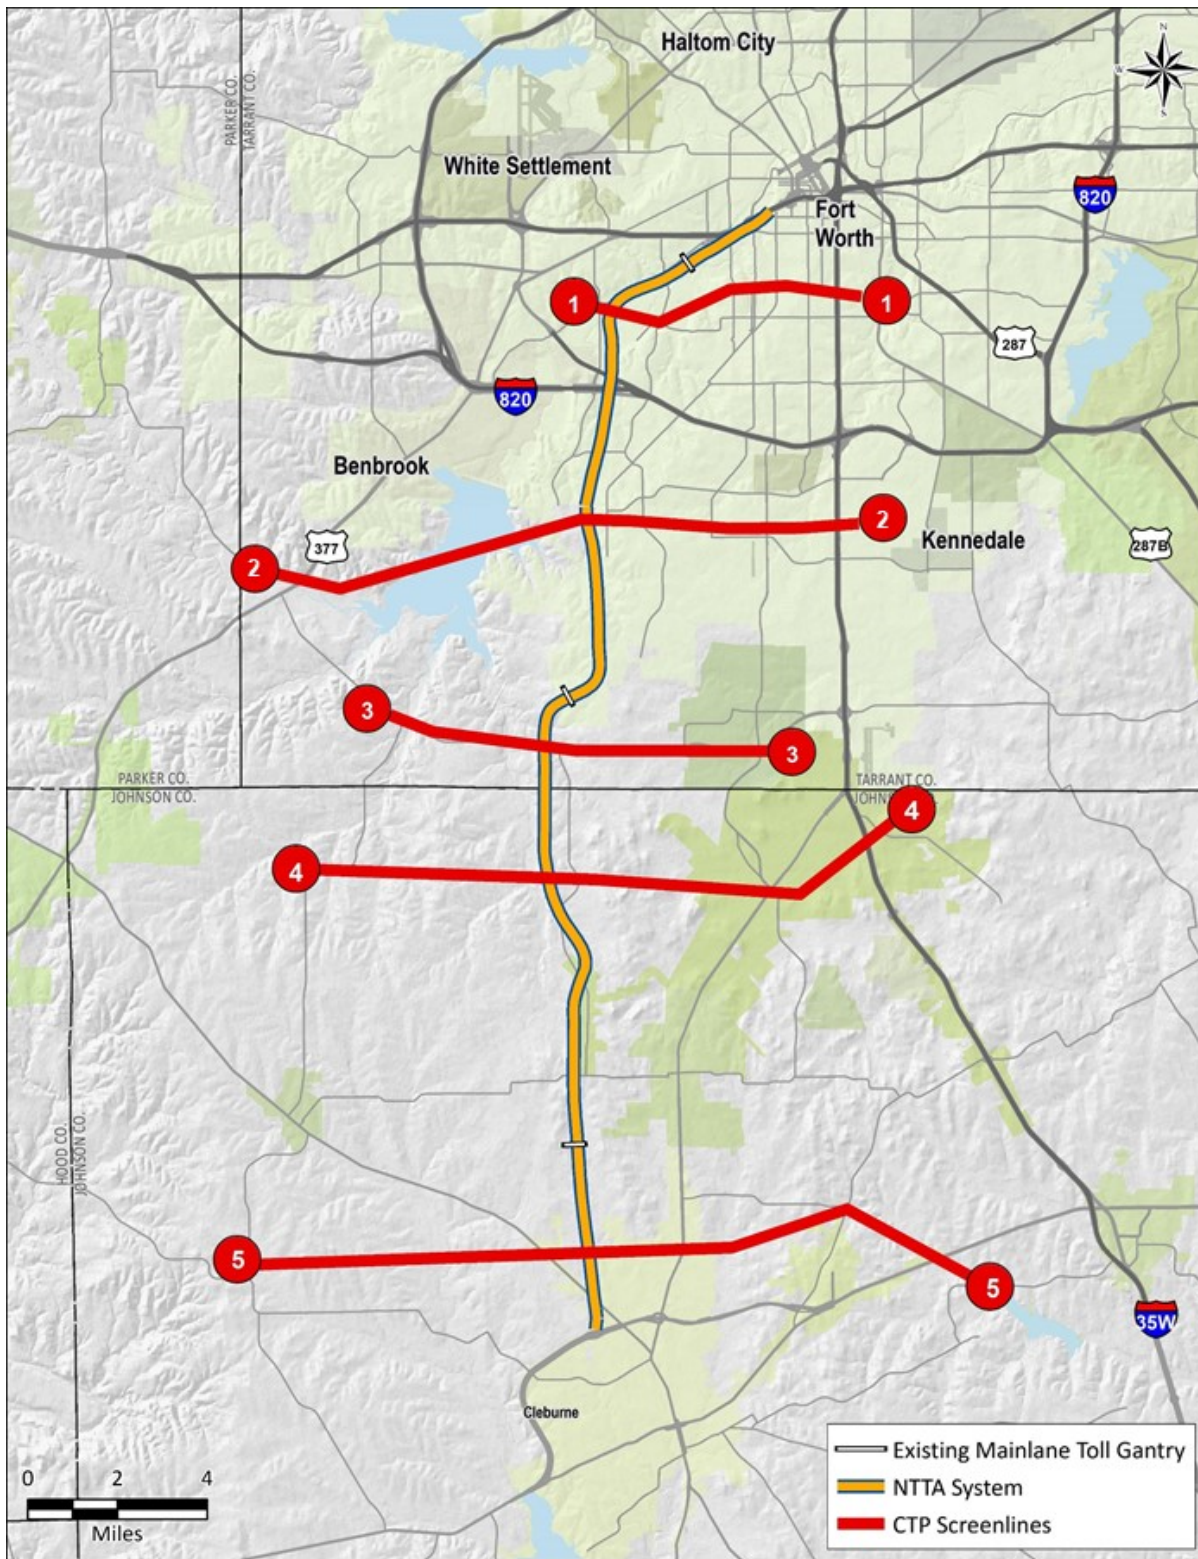 Haltom City
N
W
S
PARKER CO.
TARRANT CO.
White Settlement
820
Fort
Worth
1
1
287
820
Benbrook
2
Kennedale
287B
377
2
3
3
PARKER CO.
JOHNSON CO.
TARRANT CO.
4
4
HOOD CO.
JOHNSON CO.
5
5
35W
Cleburne
0 2 4
Miles
Existing Mainlane Toll Gantry
NTTA System
CTP Screenlines